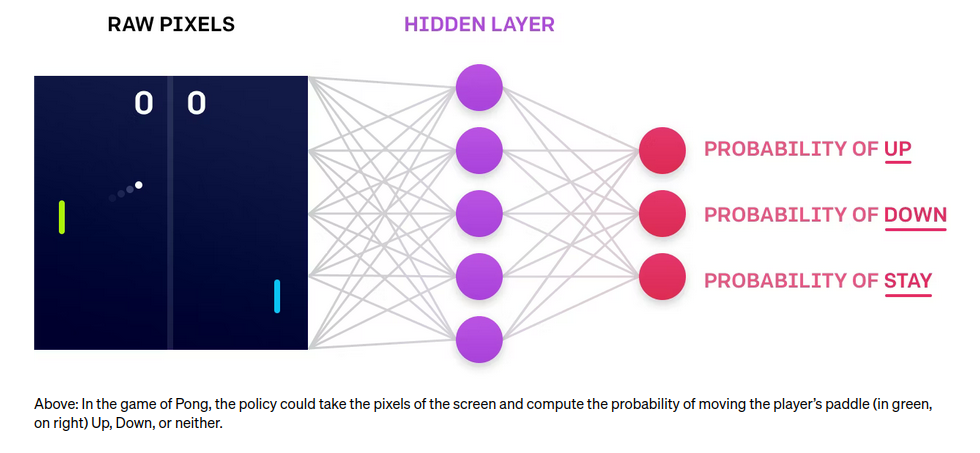 RAW PIXELS
HIDDEN LAYER
0 0
PROBABILITY OF UP
PROBABILITY OF DOWN
PROBABILITY OF STAY
Above: In the game of Pong, the policy could take the pixels of the screen and compute the probability of moving the player’s paddle (in green,
on right) Up, Down, or neither.